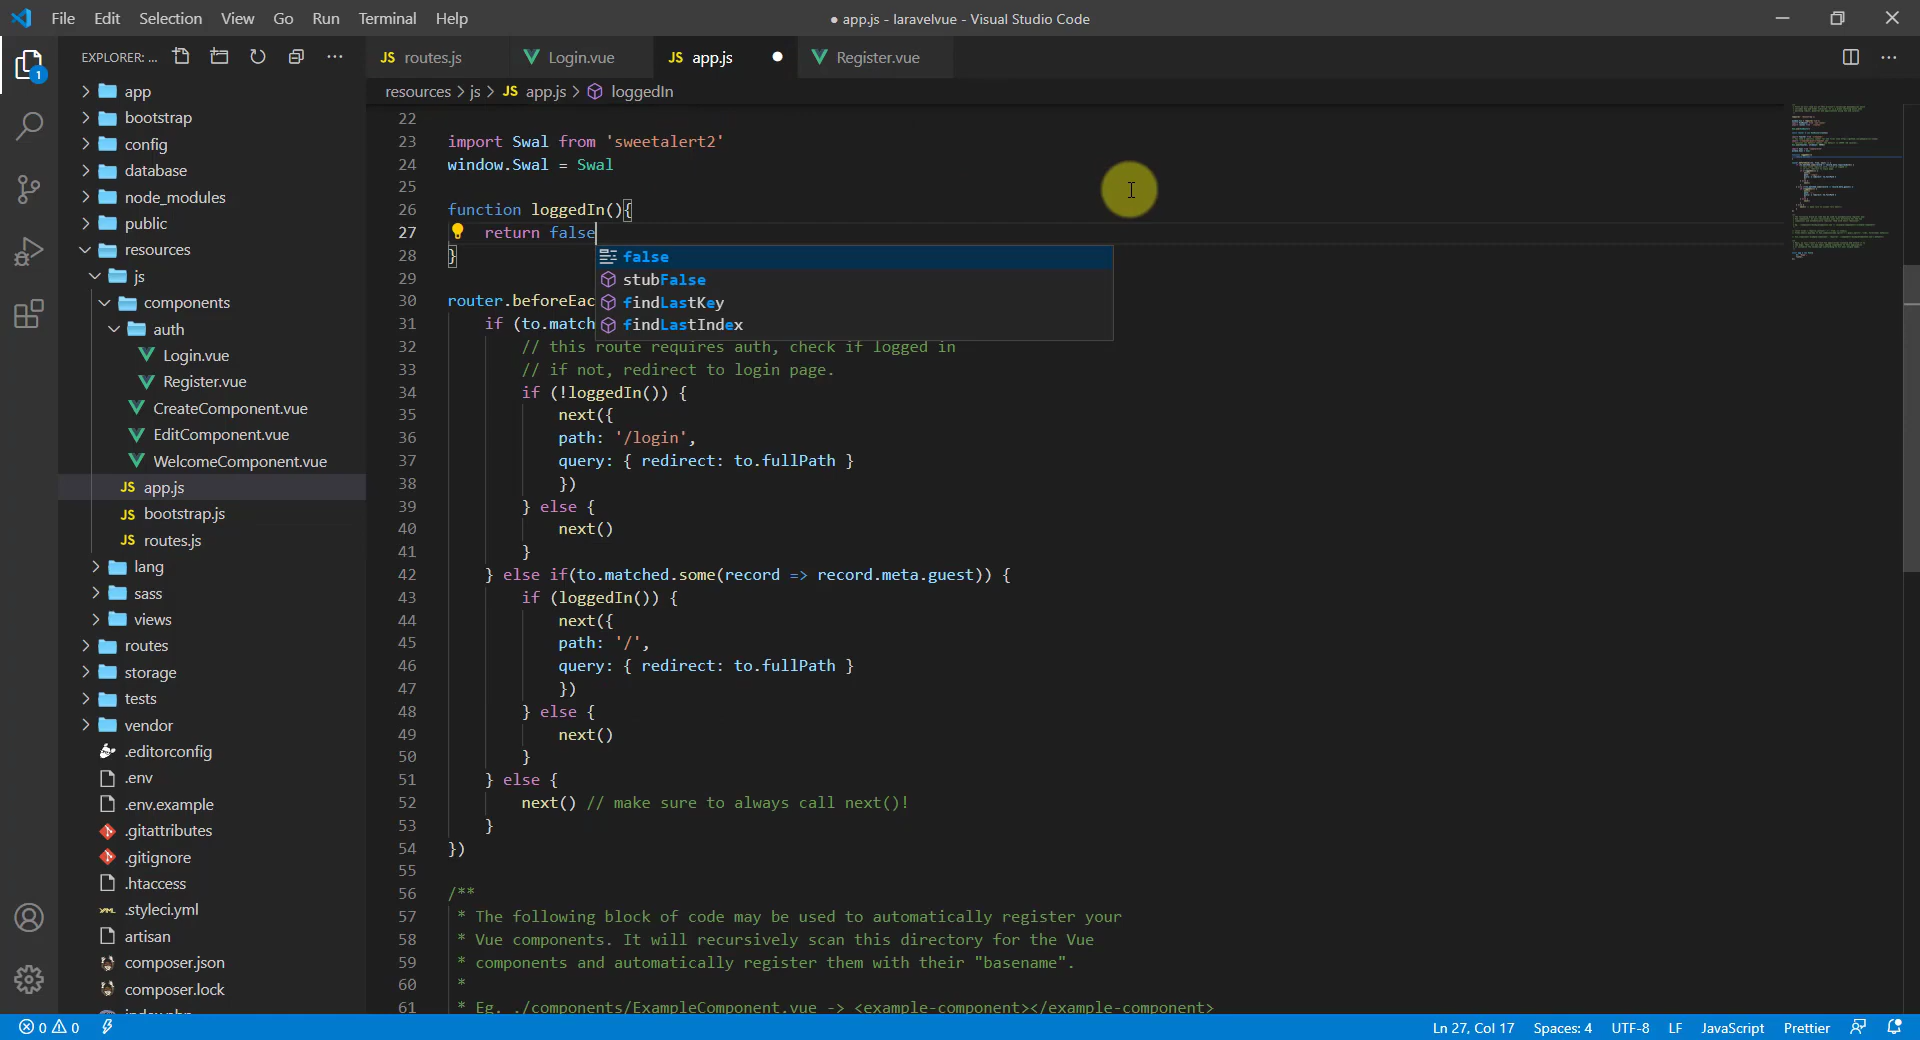 File Edit Selection View Go Run Terminal Help
● app.js - laravelvue - Visual Studio Code
EXPLORER: ...
routes.js
Login.vue
app.js
Register.vue
resources > js > JS app.js > loggedIn
1
app
bootstrap
config
database
node_modules
public
resources
js
components
auth
Login.vue
Register.vue
CreateComponent.vue
EditComponent.vue
WelcomeComponent.vue
JS app.js
JS bootstrap.js
JS routes.js
lang
sass
views
routes
storage
tests
vendor
.editorconfig
.env
.env.example
.gitattributes
.gitignore
.htaccess
.styleci.yml
artisan
composer.json
composer.lock
22
23 import Swal from 'sweetalert2'
24 window.Swal = Swal
25
26 function loggedIn(){
27 return false
28 }
29
30 router.beforeEac
31 if (to.match
32 // this route requires auth, check if logged in
33 // if not, redirect to login page.
34 if (!loggedIn()) {
35 next({
36 path: '/login',
37 query: { redirect: to.fullPath }
38 })
39 } else {
40 next()
41 }
42 } else if(to.matched.some(record => record.meta.guest)) {
43 if (loggedIn()) {
44 next({
45 path: '/',
46 query: { redirect: to.fullPath }
47 })
48 } else {
49 next()
50 }
51 } else {
52 next() // make sure to always call next()!
53 }
54 })
55
56 /**
57 * The following block of code may be used to automatically register your
58 * Vue components. It will recursively scan this directory for the Vue
59 * components and automatically register them with their "basename".
60 *
61 * Eg. ./components/ExampleComponent.vue -> <example-component></example-component>
false
stubFalse
findLastKey
findLastIndex
0 0
Ln 27, Col 17 Spaces: 4 UTF-8 LF JavaScript Prettier